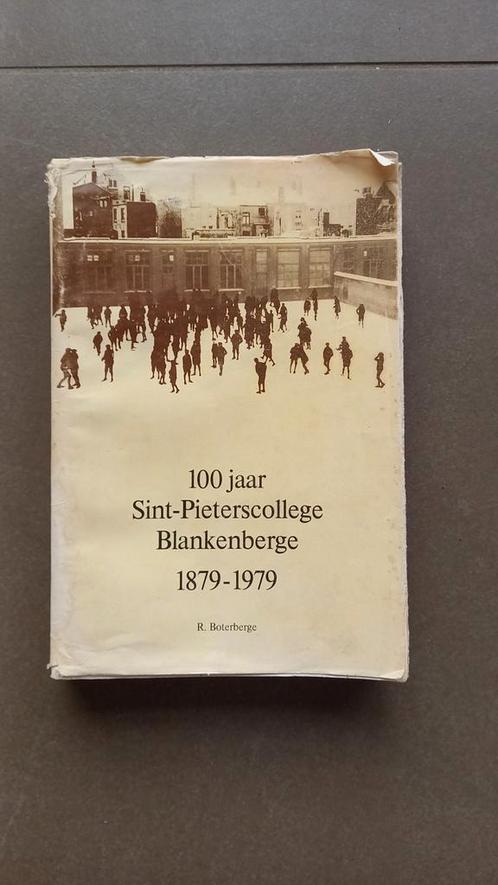 100 jaar
Sint-Pieterscollege
Blankenberge
1879-1979
R. Boterberge